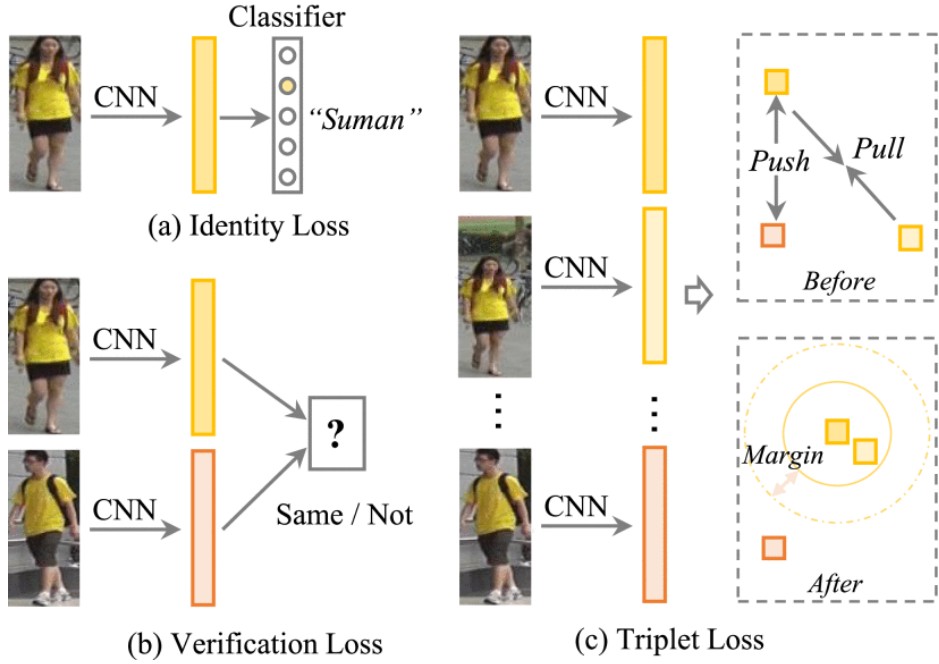 Classifier
CNN
“Suman”
(a) Identity Loss
CNN
?
CNN
Same / Not
(b) Verification Loss
CNN
CNN
CNN
Push
Pull
Before
Margin
After
(c) Triplet Loss